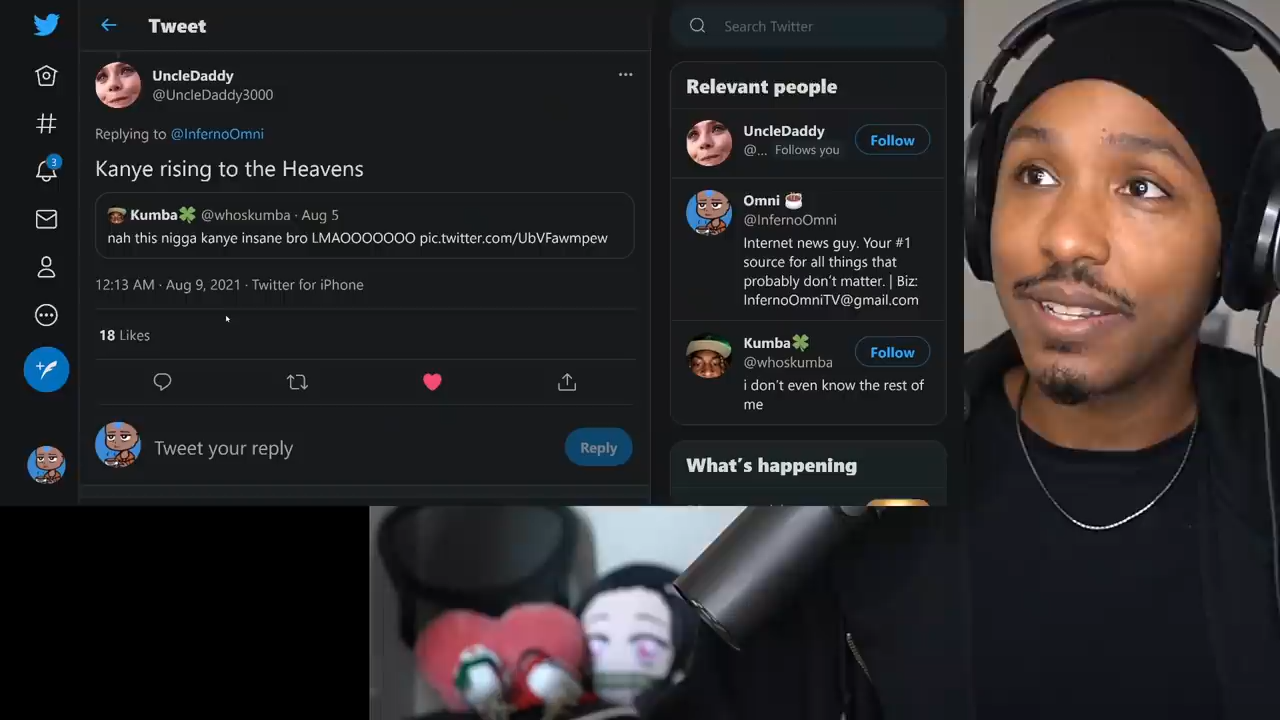 Tweet
UncleDaddy
@UncleDaddy3000
Replying to @InfernoOmni
Kanye rising to the Heavens
Kumba🍀 @whoskumba · Aug 5
nah this nigga kanye insane bro LMAOOOOOOO pic.twitter.com/UbVFawmpew
12:13 AM · Aug 9, 2021 · Twitter for iPhone
18 Likes
Tweet your reply
Reply
3
Search Twitter
Relevant people
UncleDaddy
@... Follows you
Follow
Omni ☕
@InfernoOmni
Internet news guy. Your #1
source for all things that
probably don't matter. | Biz:
InfernoOmniTV@gmail.com
Kumba🍀
@whoskumba
Follow
i don't even know the rest of
me
What's happening